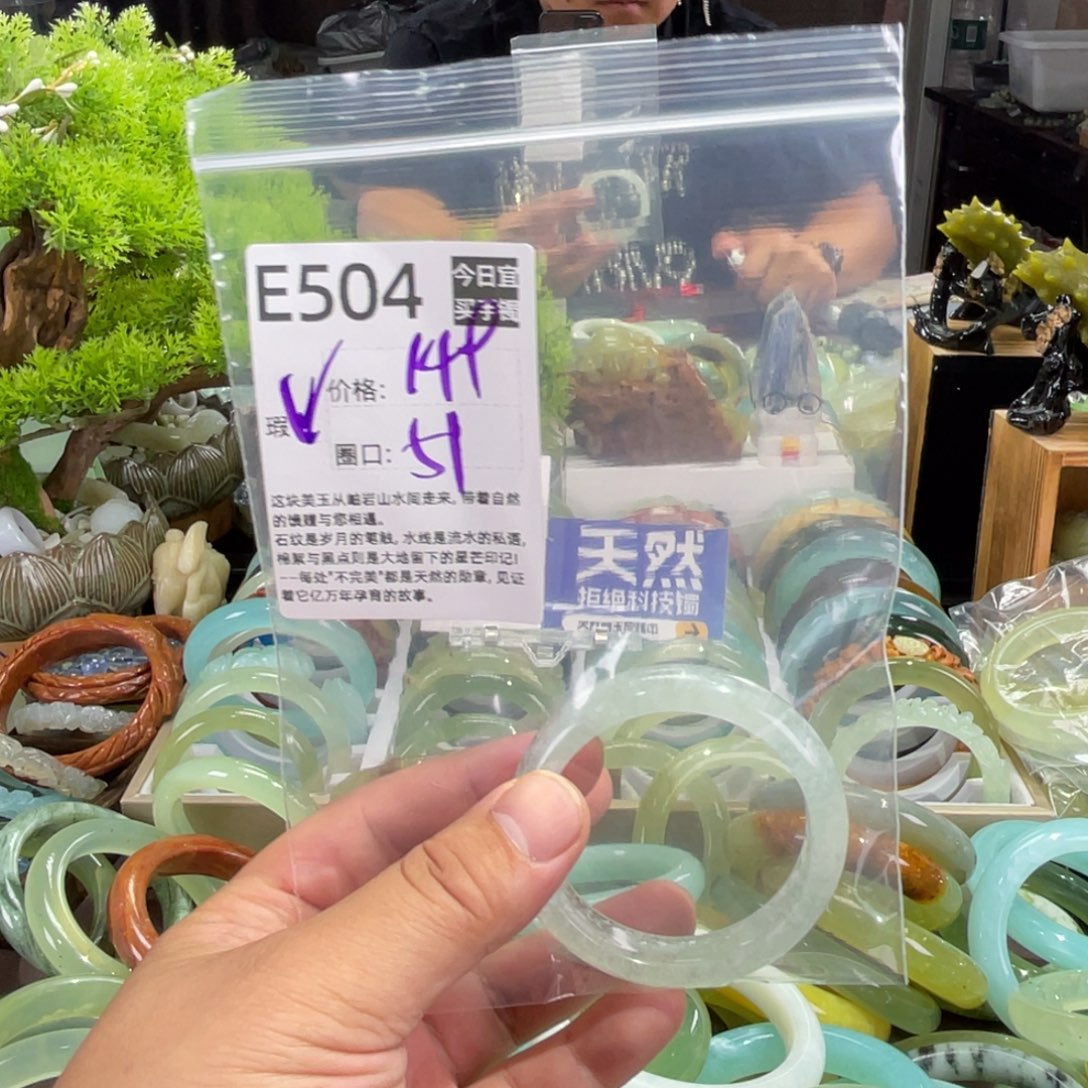 E504
今日宜
买手镯
价格:
瑕
圈口: 51
这块美玉从岫岩山水间走来，带着自然
的馈赠与您相遇。
石纹是岁月的笔触，水线是流水的私语，
棉絮与黑点则是大地留下的星芒印记！
--每处"不完美"都是天然的勋章，见证
着它亿万年孕育的故事。
天然
拒绝科技镯